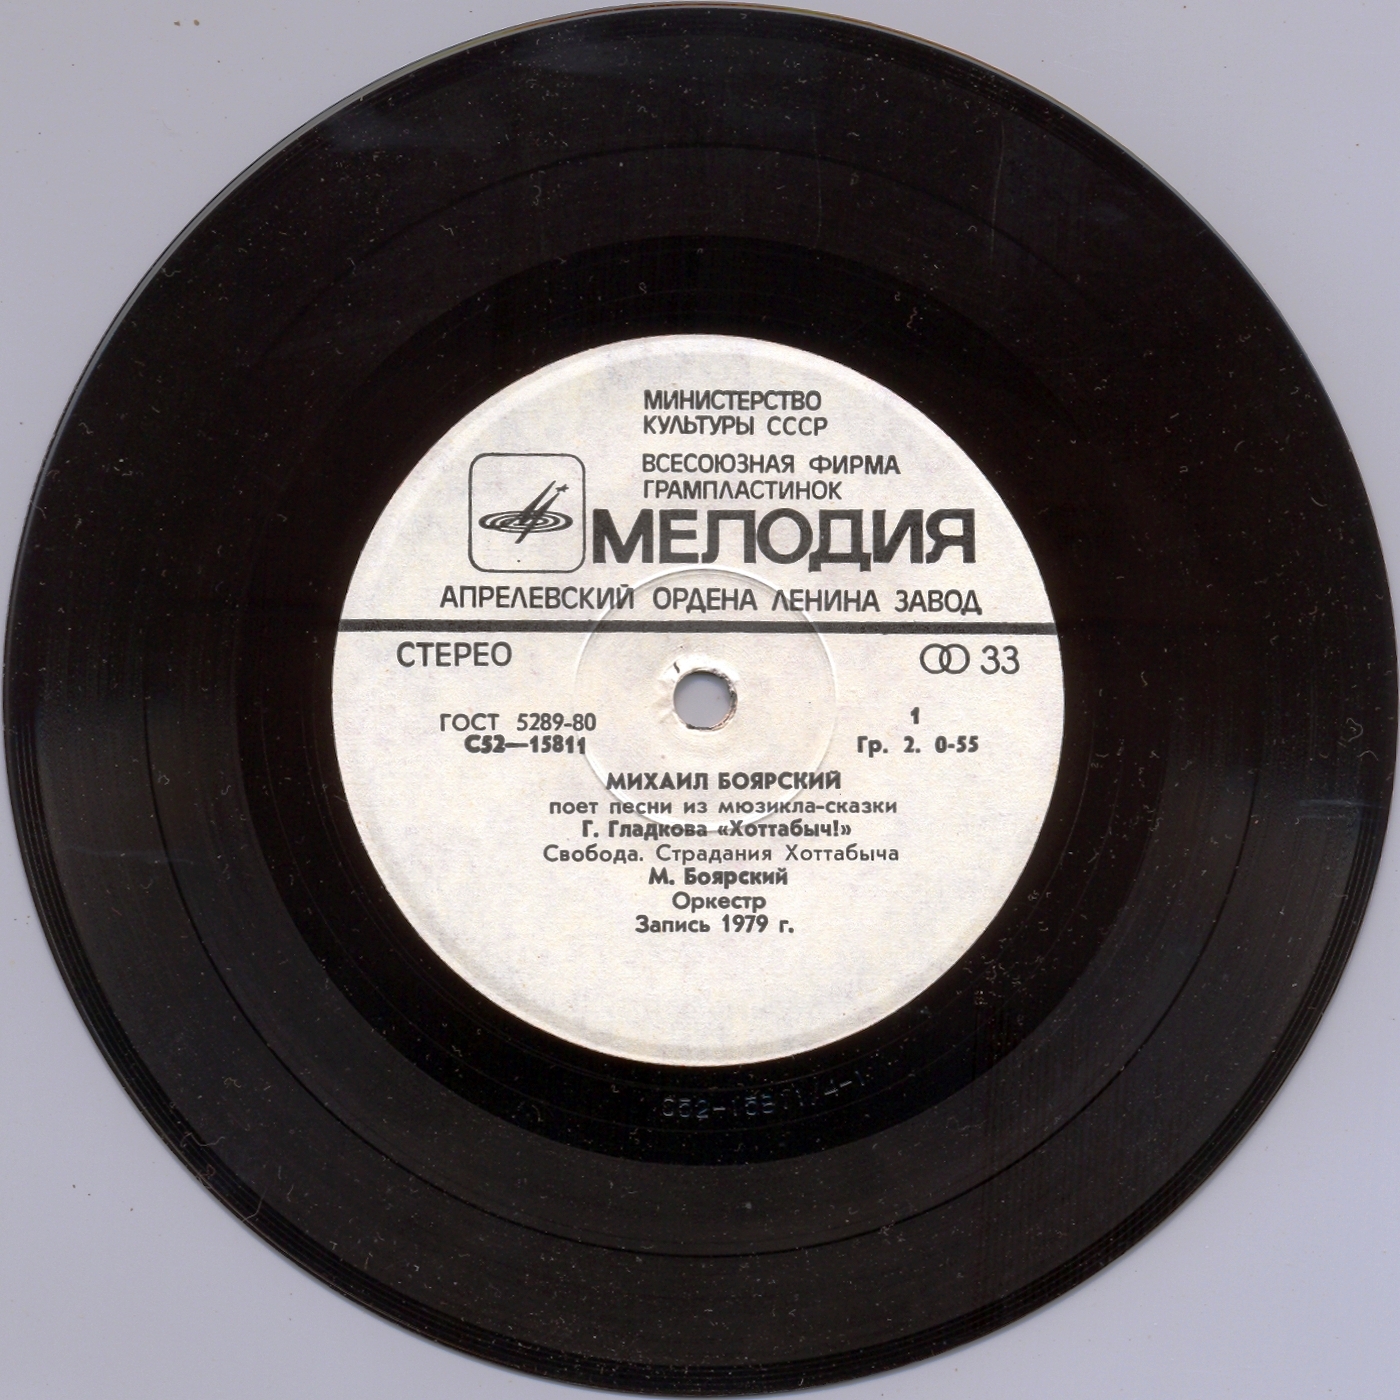 МИНИСТЕРСТВО
КУЛЬТУРЫ СССР
ВСЕСОЮЗНАЯ ФИРМА
ГРАМПЛАСТИНОК
МЕЛОДИЯ
АПРЕЛЕВСКИЙ ОРДЕНА ЛЕНИНА ЗАВОД
СТЕРЕО 33
ГОСТ 5289-80 1
С52—15811 Гр. 2. 0-55
МИХАИЛ БОЯРСКИЙ
поет песни из мюзикла-сказки
Г. Гладкова «Хоттабыч!»
Свобода. Страдания Хоттабыча
М. Боярский
Оркестр
Запись 1979 г.